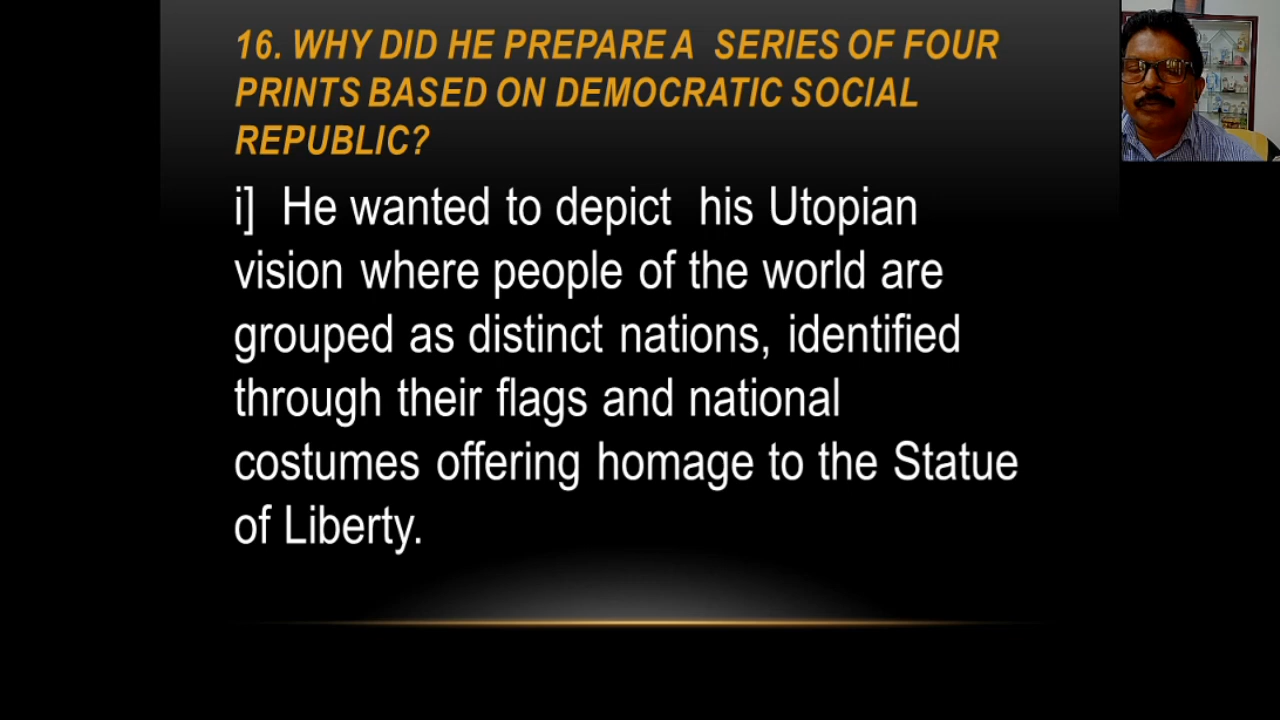 16. WHY DID HE PREPARE A SERIES OF FOUR
PRINTS BASED ON DEMOCRATIC SOCIAL
REPUBLIC?
i] He wanted to depict his Utopian
vision where people of the world are
grouped as distinct nations, identified
through their flags and national
costumes offering homage to the Statue
of Liberty.